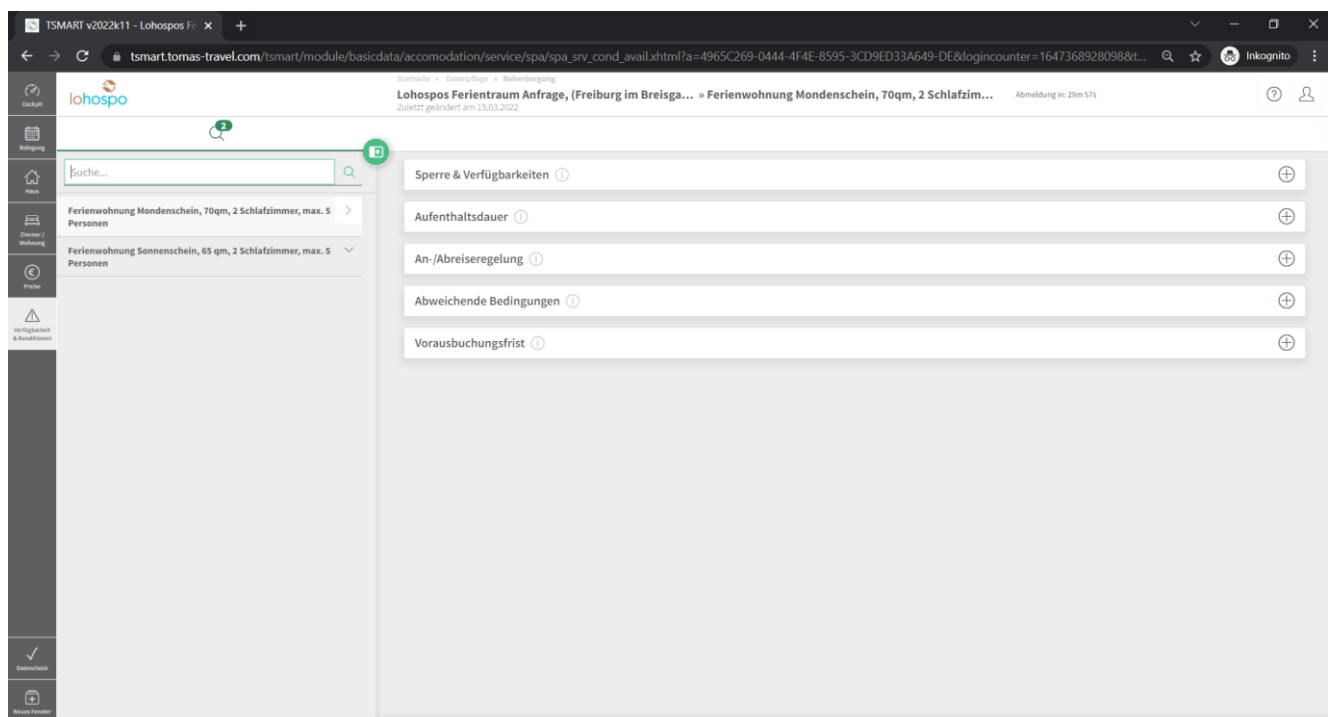 TSMART v2022k11 - Lohospos Fe
tsmart.tomas-travel.com/tsmart/module/basicdata/accomodation/service/spa/spa_srv_cond_avail.xhtml?a=4965C269-0444-4F4E-8595-3CD9ED33A649-DE&logincounter=1647368928098&t...
Inkognito
Cockpit
lohospo
Startseite » Datenpflege » Beherbergung
Lohospos Ferientraum Anfrage, (Freiburg im Breisga... » Ferienwohnung Mondenschein, 70qm, 2 Schlafzim...
Abmeldung in: 29m 57s
Zuletzt geändert am 15.03.2022
2
Belegung
Suche...
Haus
Ferienwohnung Mondenschein, 70qm, 2 Schlafzimmer, max. 5
Personen
Zimmer /
Wohnung
Ferienwohnung Sonnenschein, 65 qm, 2 Schlafzimmer, max. 5
Personen
Preise
Verfügbarkeit
& Konditionen
Sperre & Verfügbarkeiten
Aufenthaltsdauer
An-/Abreiseregelung
Abweichende Bedingungen
Vorausbuchungsfrist
Datencheck
Neues Fenster